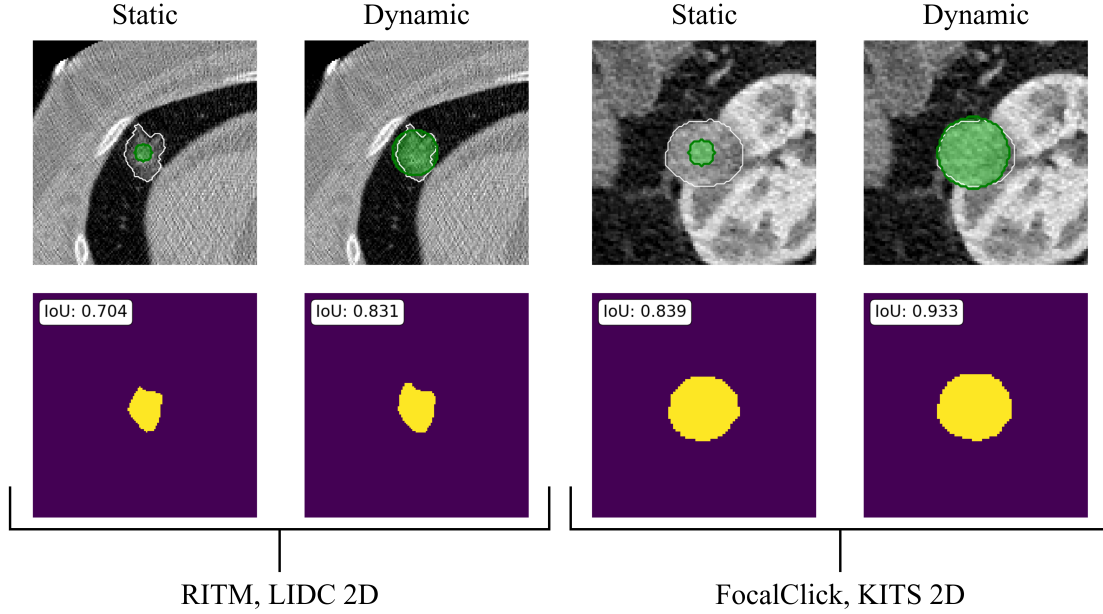 Static
Dynamic
Static
Dynamic
IoU: 0.704
IoU: 0.831
IoU: 0.839
IoU: 0.933
RITM, LIDC 2D
FocalClick, KITS 2D